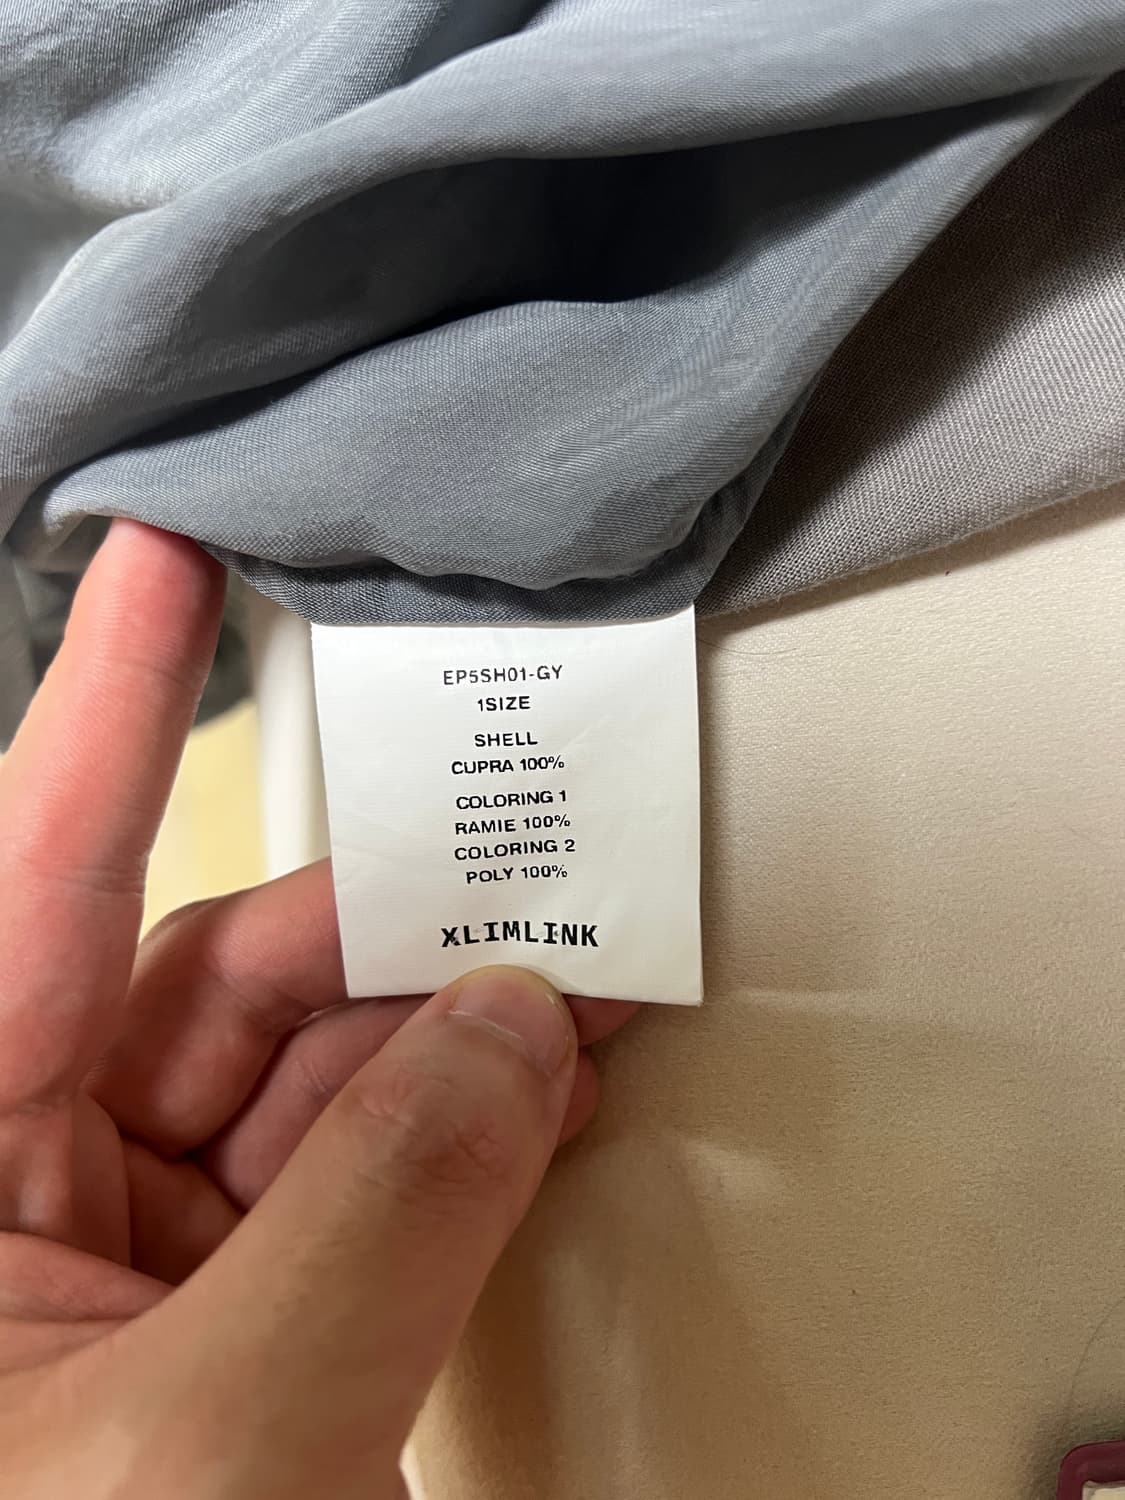 EP5SH01-GY
1SIZE
SHELL
CUPRA 100%
COLORING 1
RAMIE 100%
COLORING 2
POLY 100%
XLIMLINK